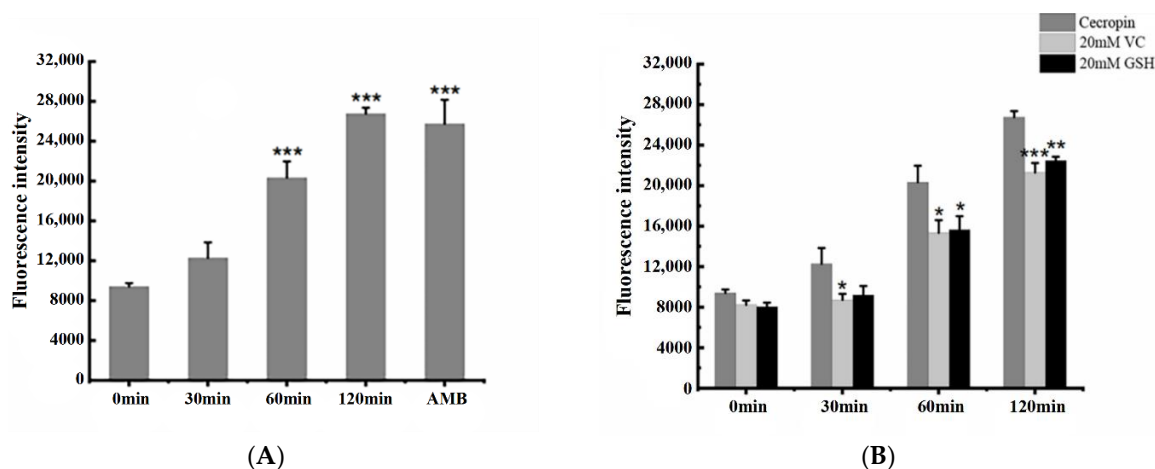 Fluorescence intensity
32,000
28,000
24,000
20,000
16,000
12,000
8000
4000
0
***
***
***
0min 30min 60min 120min AMB
(A)
Cecropin
20mM VC
20mM GSH
Fluorescence intensity
32,000
28,000
24,000
20,000
16,000
12,000
8000
4000
0
*
* *
*** **
0min 30min 60min 120min
(B)